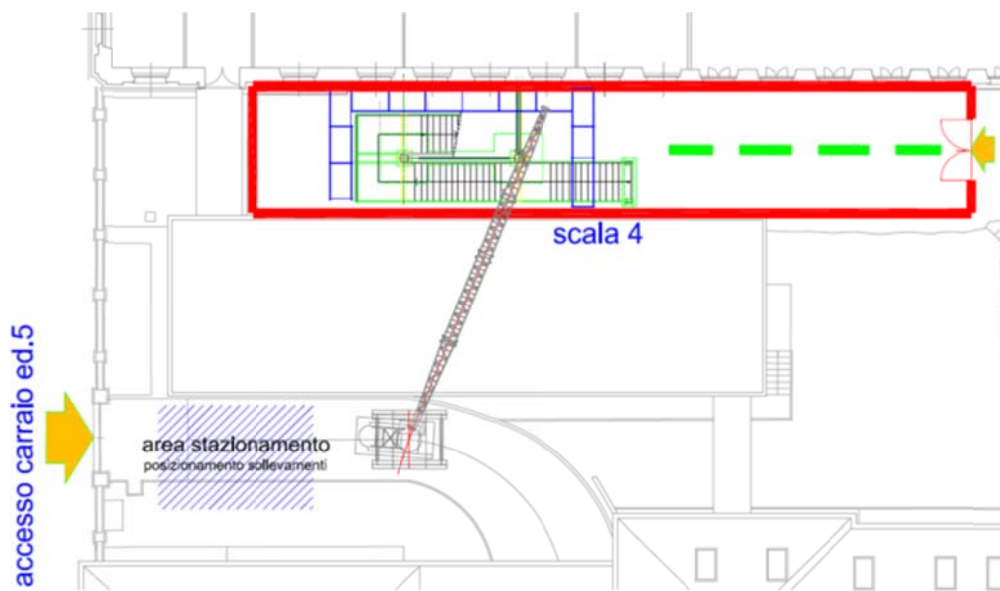 scala 4
accesso carraio ed.5
area stazionamento
posizionamento sollevamenti